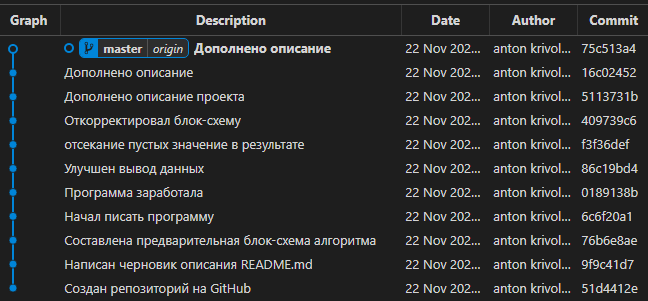 Graph Description Date Author Commit
master origin Дополнено описание 22 Nov 202... anton krivol... 75c513a4
Дополнено описание 22 Nov 202... anton krivol... 16c02452
Дополнено описание проекта 22 Nov 202... anton krivol... 5113731b
Откорректировал блок-схему 22 Nov 202... anton krivol... 409739c6
отсекание пустых значение в результате 22 Nov 202... anton krivol... f3f36def
Улучшен вывод данных 22 Nov 202... anton krivol... 86c19bd4
Программа заработала 22 Nov 202... anton krivol... 0189138b
Начал писать программу 22 Nov 202... anton krivol... 6c6f20a1
Составлена предварительная блок-схема алгоритма 22 Nov 202... anton krivol... 76b6e8ae
Написан черновик описания README.md 22 Nov 202... anton krivol... 9f9c41d7
Создан репозиторий на GitHub 22 Nov 202... anton krivol... 51d4412e